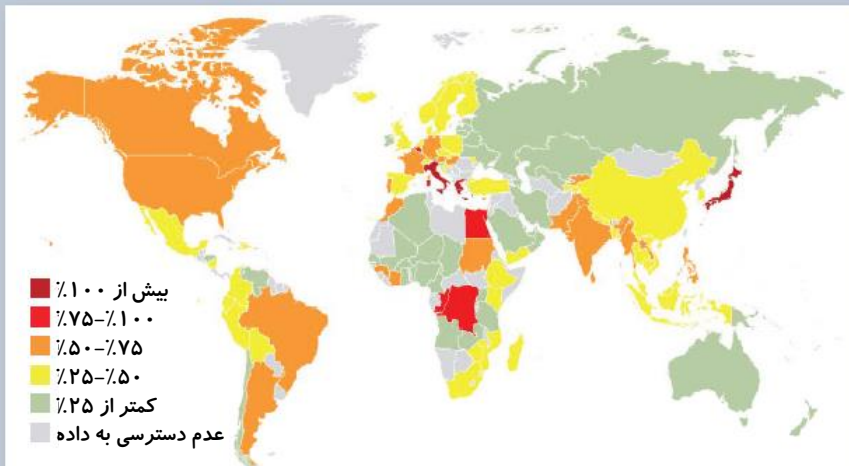 بیش از ۱۰۰٪
۷۵٪-۱۰۰٪
۵۰٪-۷۵٪
۲۵٪-۵۰٪
کمتر از ۲۵٪
عدم دسترسی به داده